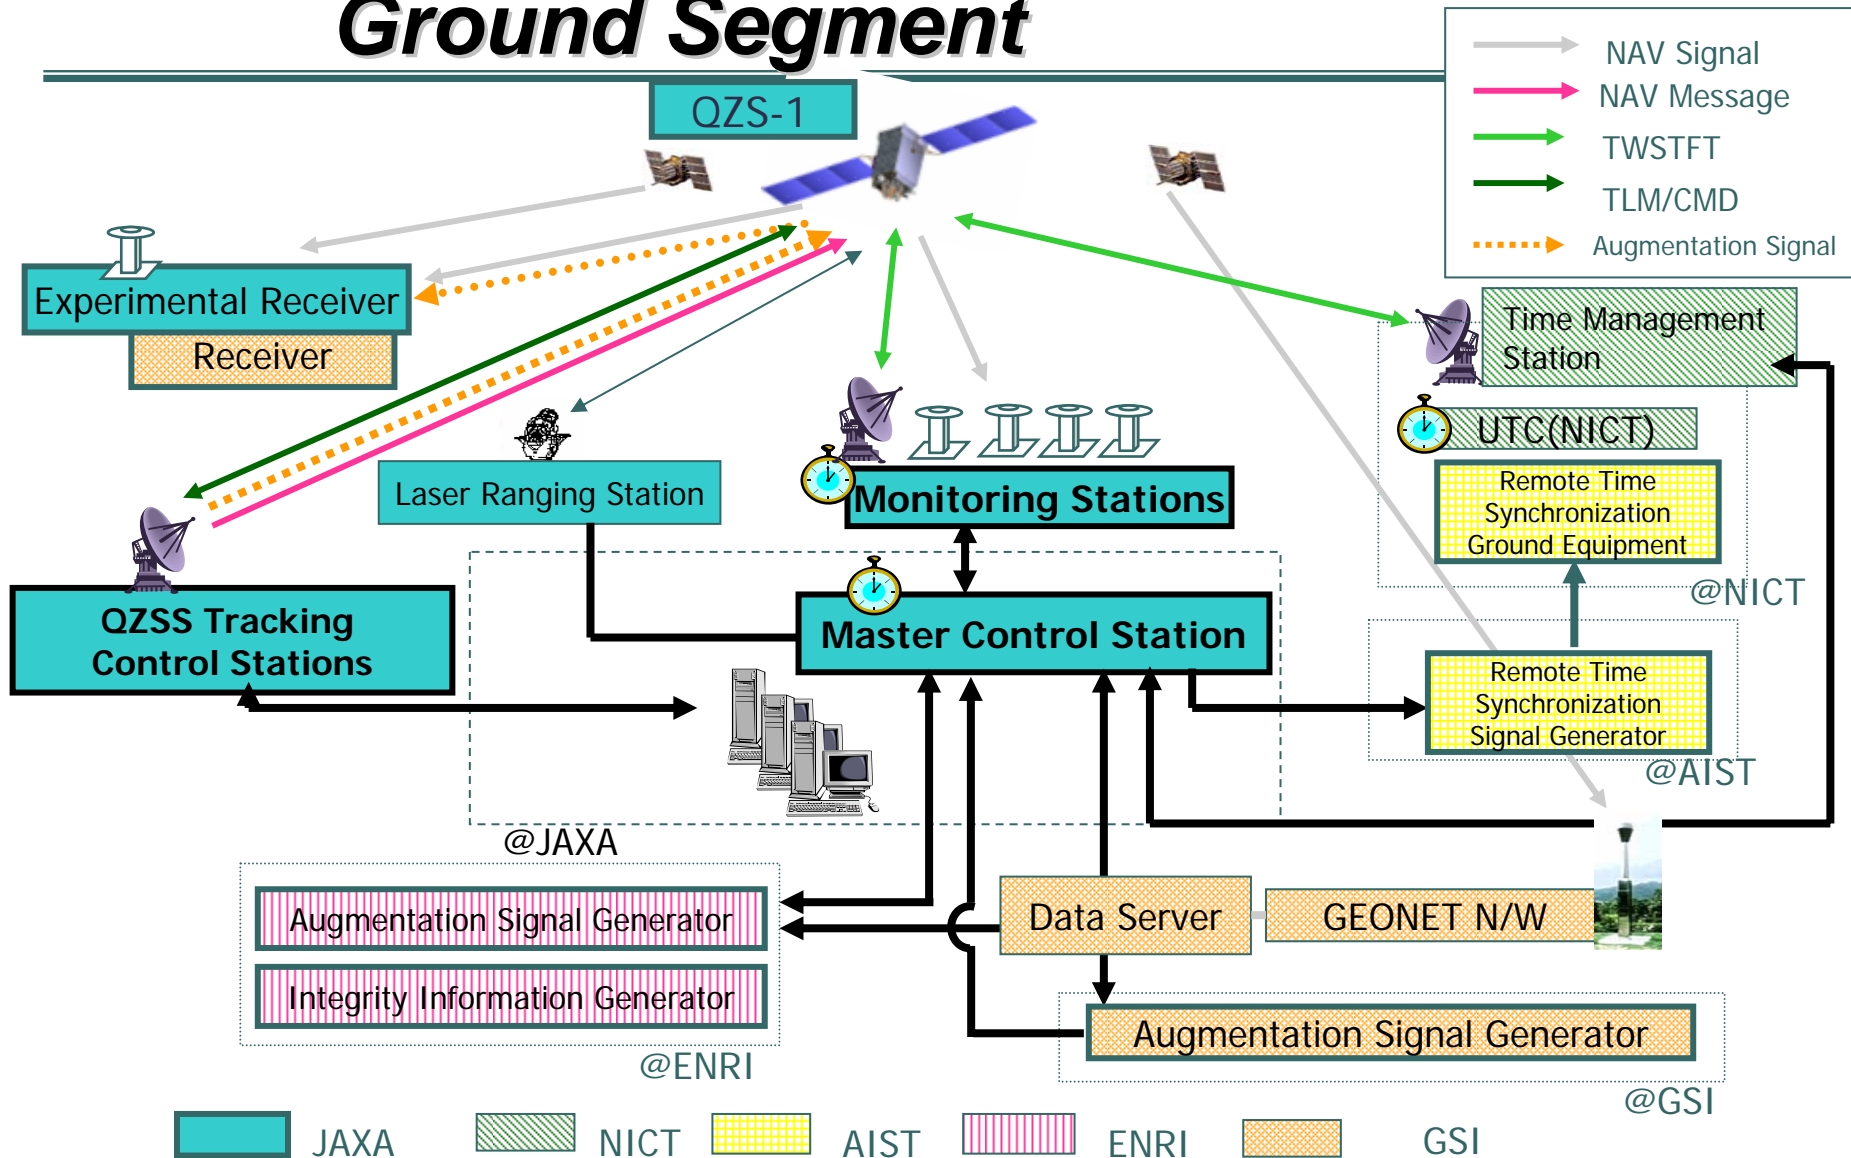 Ground Segment
NAV Signal
NAV Message
TWSTFT
TLM/CMD
Augmentation Signal
QZS-1
Experimental Receiver
Receiver
Time Management
Station
UTC(NICT)
Remote Time
Synchronization
Ground Equipment
@NICT
Laser Ranging Station
Monitoring Stations
QZSS Tracking
Control Stations
Master Control Station
Remote Time
Synchronization
Signal Generator
@AIST
@JAXA
Augmentation Signal Generator
Integrity Information Generator
@ENRI
Data Server
GEONET N/W
Augmentation Signal Generator
@GSI
JAXA
NICT
AIST
ENRI
GSI